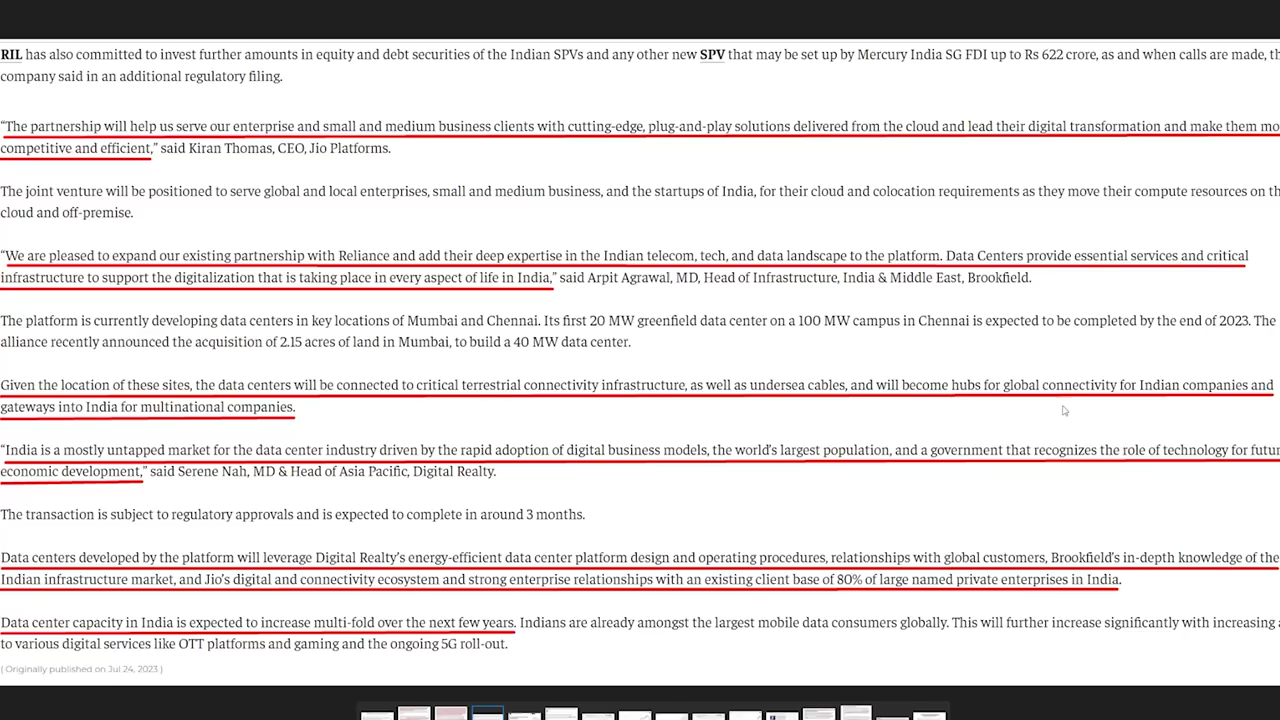 RIL has also committed to invest further amounts in equity and debt securities of the Indian SPVs and any other new SPV that may be set up by Mercury India SG FDI up to Rs 622 crore, as and when calls are made,
company said in an additional regulatory filing.
“The partnership will help us serve our enterprise and small and medium business clients with cutting-edge, plug-and-play solutions delivered from the cloud and lead their digital transformation and make them
competitive and efficient,” said Kiran Thomas, CEO, Jio Platforms.
The joint venture will be positioned to serve global and local enterprises, small and medium business, and the startups of India, for their cloud and colocation requirements as they move their compute resources on
cloud and off-premise.
“We are pleased to expand our existing partnership with Reliance and add their deep expertise in the Indian telecom, tech, and data landscape to the platform. Data Centers provide essential services and critical
infrastructure to support the digitalization that is taking place in every aspect of life in India,” said Arpit Agrawal, MD, Head of Infrastructure, India & Middle East, Brookfield.
The platform is currently developing data centers in key locations of Mumbai and Chennai. Its first 20 MW greenfield data center on a 100 MW campus in Chennai is expected to be completed by the end of 2023. The
alliance recently announced the acquisition of 2.15 acres of land in Mumbai, to build a 40 MW data center.
Given the location of these sites, the data centers will be connected to critical terrestrial connectivity infrastructure, as well as undersea cables, and will become hubs for global connectivity for Indian companies and
gateways into India for multinational companies.
“India is a mostly untapped market for the data center industry driven by the rapid adoption of digital business models, the world’s largest population, and a government that recognizes the role of technology for
economic development,” said Serene Nah, MD & Head of Asia Pacific, Digital Realty.
The transaction is subject to regulatory approvals and is expected to complete in around 3 months.
Data centers developed by the platform will leverage Digital Realty’s energy-efficient data center platform design and operating procedures, relationships with global customers, Brookfield’s in-depth knowledge of the
Indian infrastructure market, and Jio’s digital and connectivity ecosystem and strong enterprise relationships with an existing client base of 80% of large named private enterprises in India.
Data center capacity in India is expected to increase multi-fold over the next few years. Indians are already amongst the largest mobile data consumers globally. This will further increase significantly with increasing
to various digital services like OTT platforms and gaming and the ongoing 5G roll-out.
( Originally published on Jul 24, 2023 )